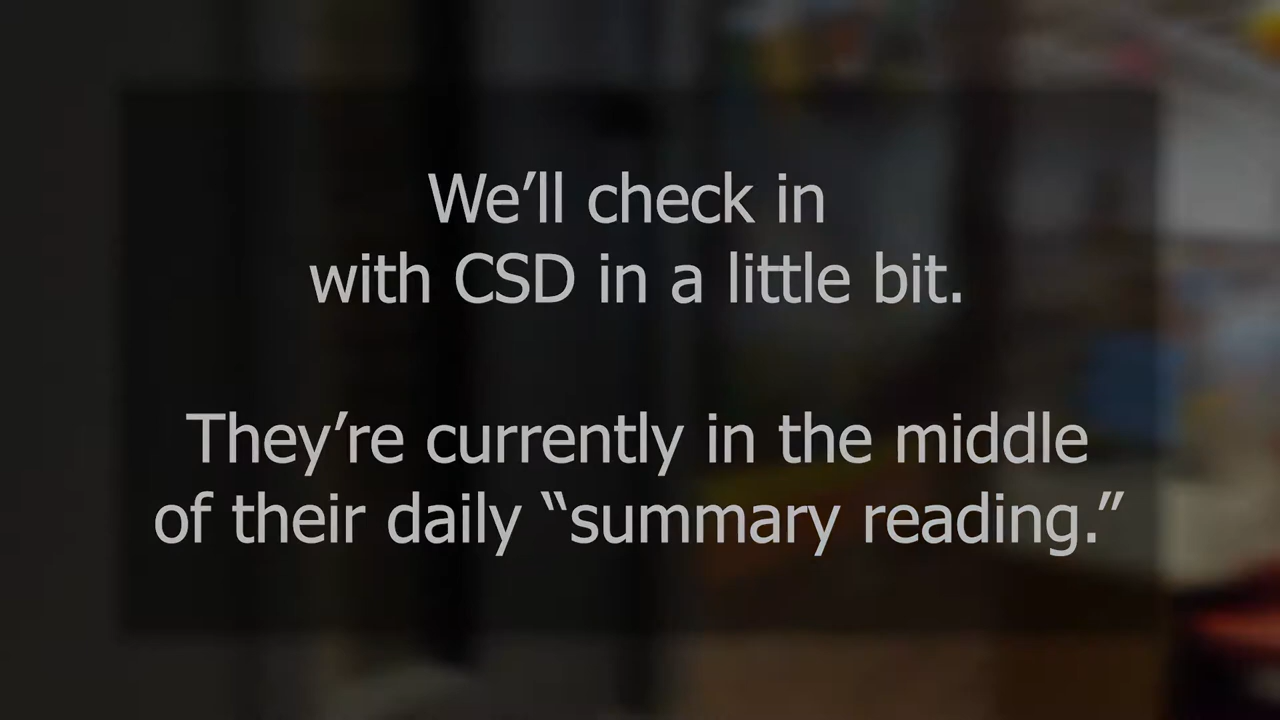 We’ll check in
with CSD in a little bit.
They’re currently in the middle
of their daily “summary reading.”